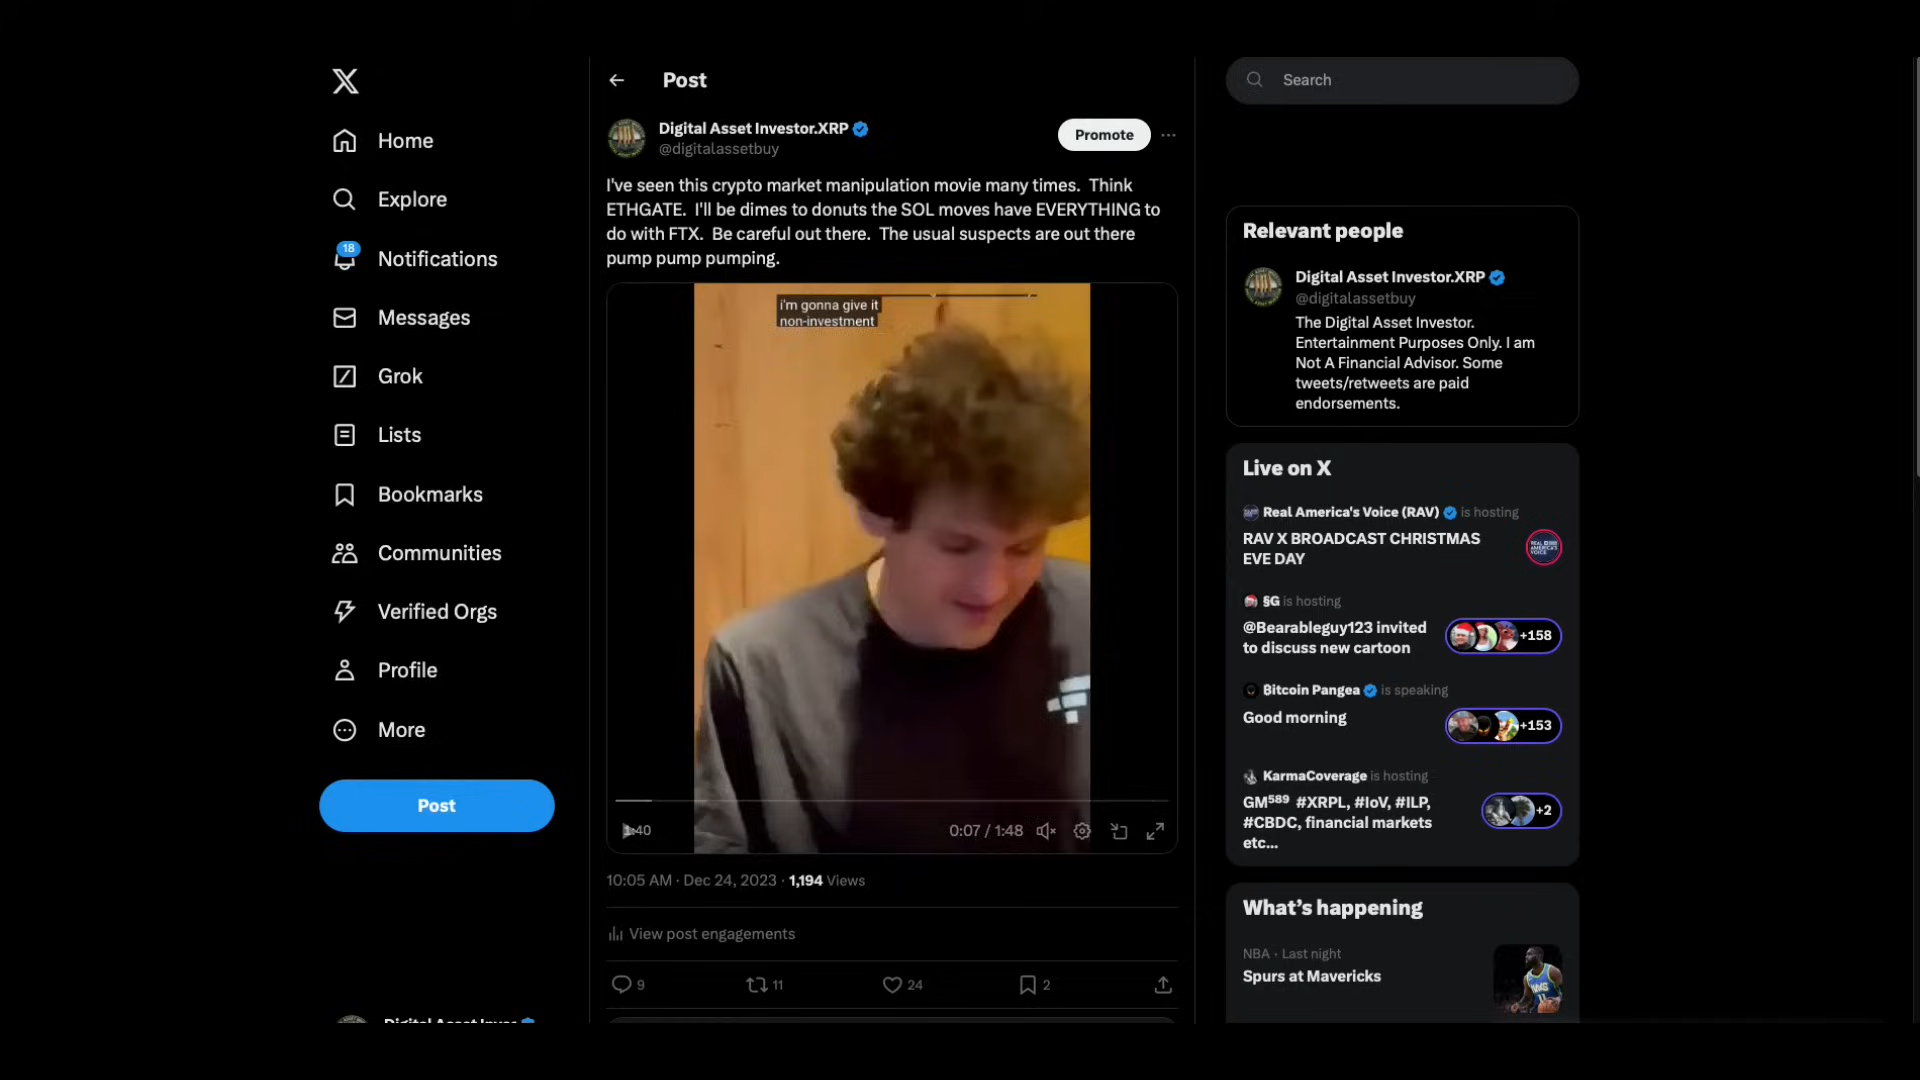 X
Home
Explore
18
Notifications
Messages
Grok
Lists
Bookmarks
Communities
Verified Orgs
Profile
More
Post
Post
Digital Asset Investor.XRP
@digitalassetbuy
Promote
I've seen this crypto market manipulation movie many times.  Think
ETHGATE.  I'll be dimes to donuts the SOL moves have EVERYTHING to
do with FTX.  Be careful out there.  The usual suspects are out there
pump pump pumping.
i'm gonna give it
non-investment
1:40
0:07 / 1:48
10:05 AM · Dec 24, 2023 · 1,194 Views
View post engagements
9
11
24
2
Search
Relevant people
Digital Asset Investor.XRP
@digitalassetbuy
The Digital Asset Investor.
Entertainment Purposes Only. I am
Not A Financial Advisor. Some
tweets/retweets are paid
endorsements.
Live on X
Real America's Voice (RAV) is hosting
RAV X BROADCAST CHRISTMAS
EVE DAY
§G is hosting
@Bearableguy123 invited
to discuss new cartoon
+158
₿itcoin Pangea is speaking
Good morning
+153
KarmaCoverage is hosting
GM⁵⁸⁹ #XRPL, #IoV, #ILP,
#CBDC, financial markets
etc...
+2
What's happening
NBA · Last night
Spurs at Mavericks